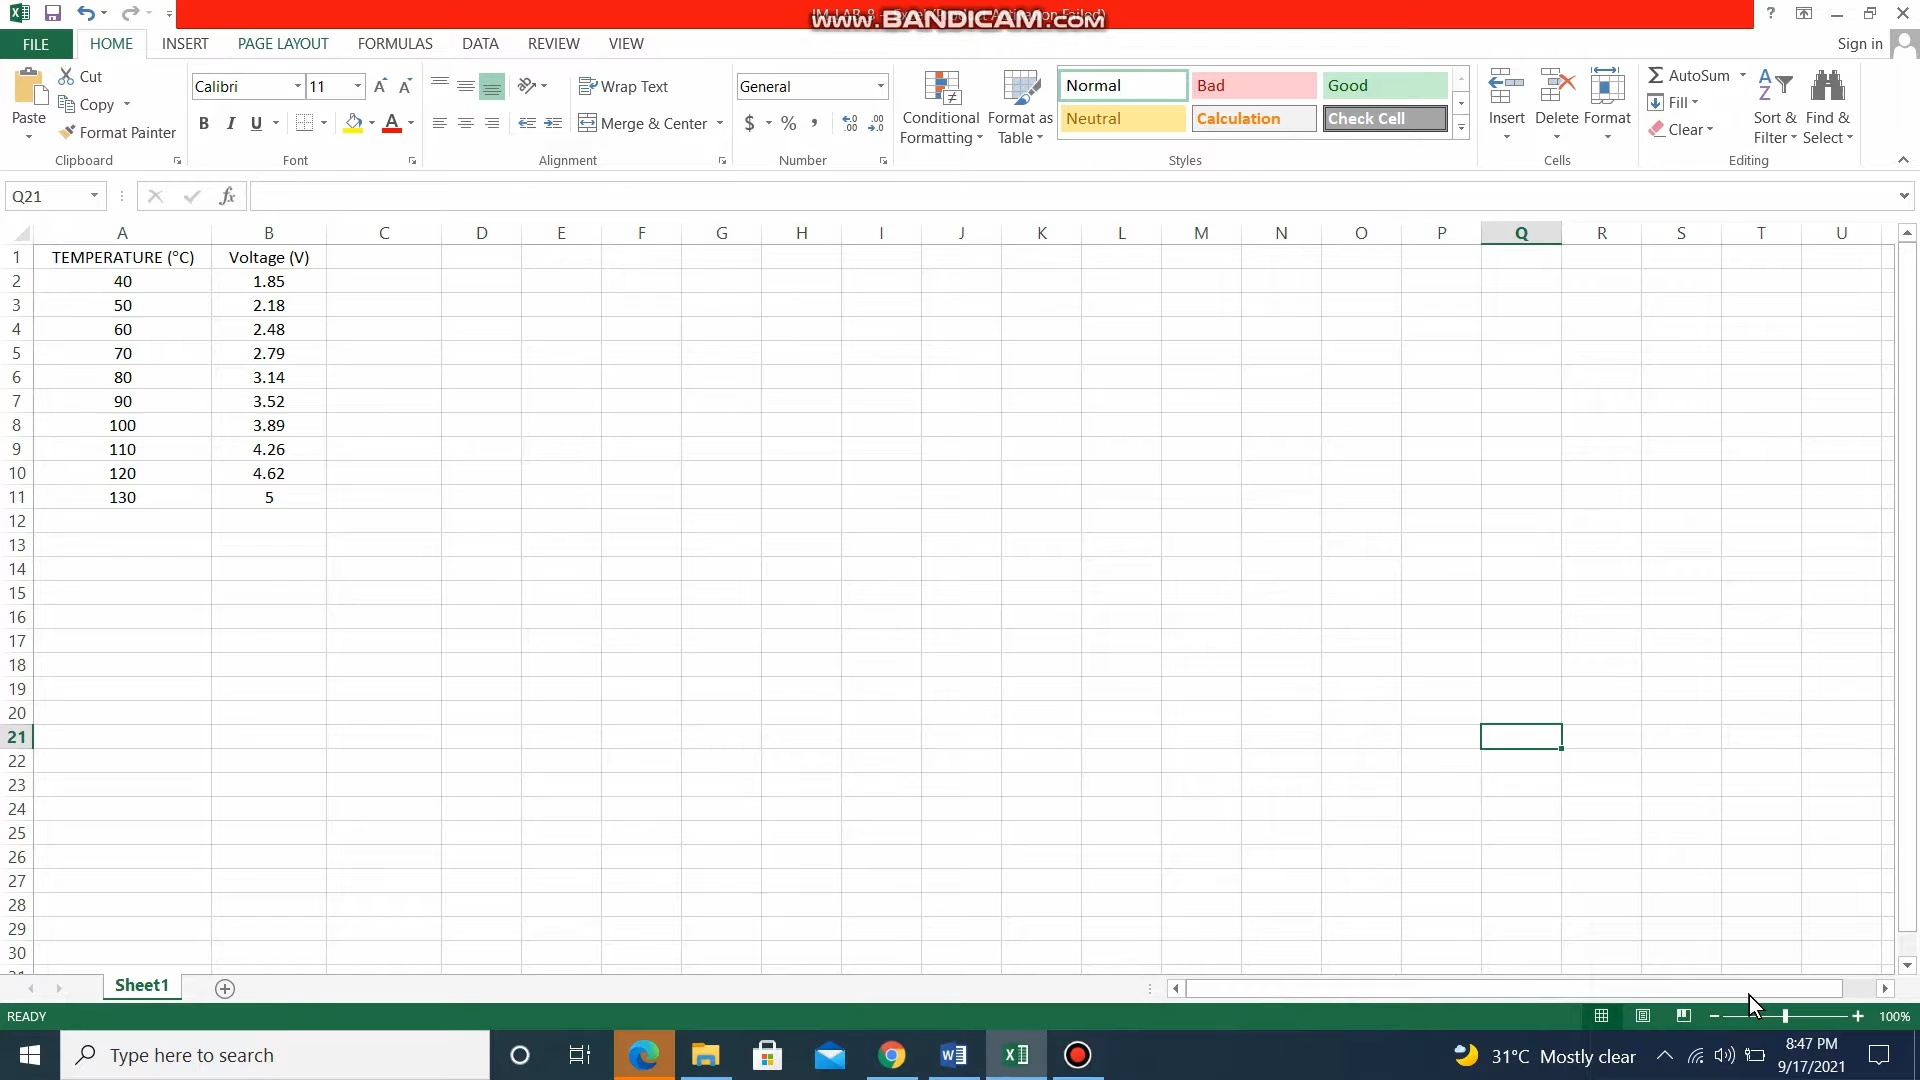 www.BANDICAM.com
FILE HOME INSERT PAGE LAYOUT FORMULAS DATA REVIEW VIEW Sign in
Paste Cut Copy Format Painter Clipboard
Calibri 11 B I U A Font
Wrap Text Merge & Center Alignment
General $ % , Number
Conditional Formatting Format as Table
Normal Bad Good
Neutral Calculation Check Cell
Styles
Insert Delete Format Cells
AutoSum Fill Clear Sort & Filter Find & Select Editing
Q21 fx
A B C D E F G H I J K L M N O P Q R S T U
1 TEMPERATURE (°C) Voltage (V)
2 40 1.85
3 50 2.18
4 60 2.48
5 70 2.79
6 80 3.14
7 90 3.52
8 100 3.89
9 110 4.26
10 120 4.62
11 130 5
12
13
14
15
16
17
18
19
20
21
22
23
24
25
26
27
28
29
30
Sheet1
READY 100%
Type here to search 31°C Mostly clear 8:47 PM
9/17/2021